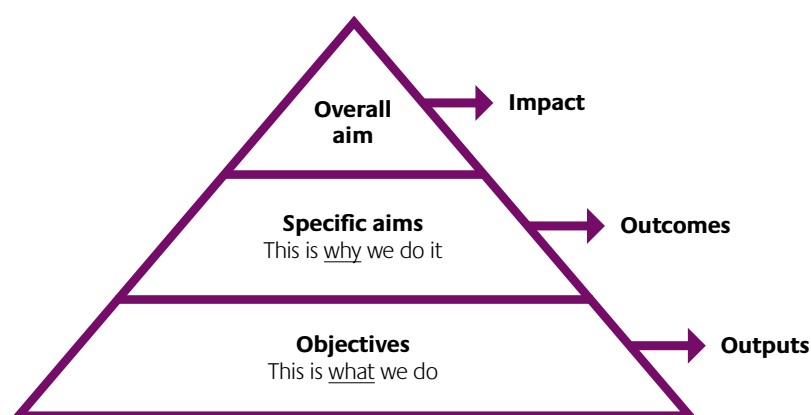 Overall
aim
Impact
Specific aims
This is why we do it
Outcomes
Objectives
This is what we do
Outputs